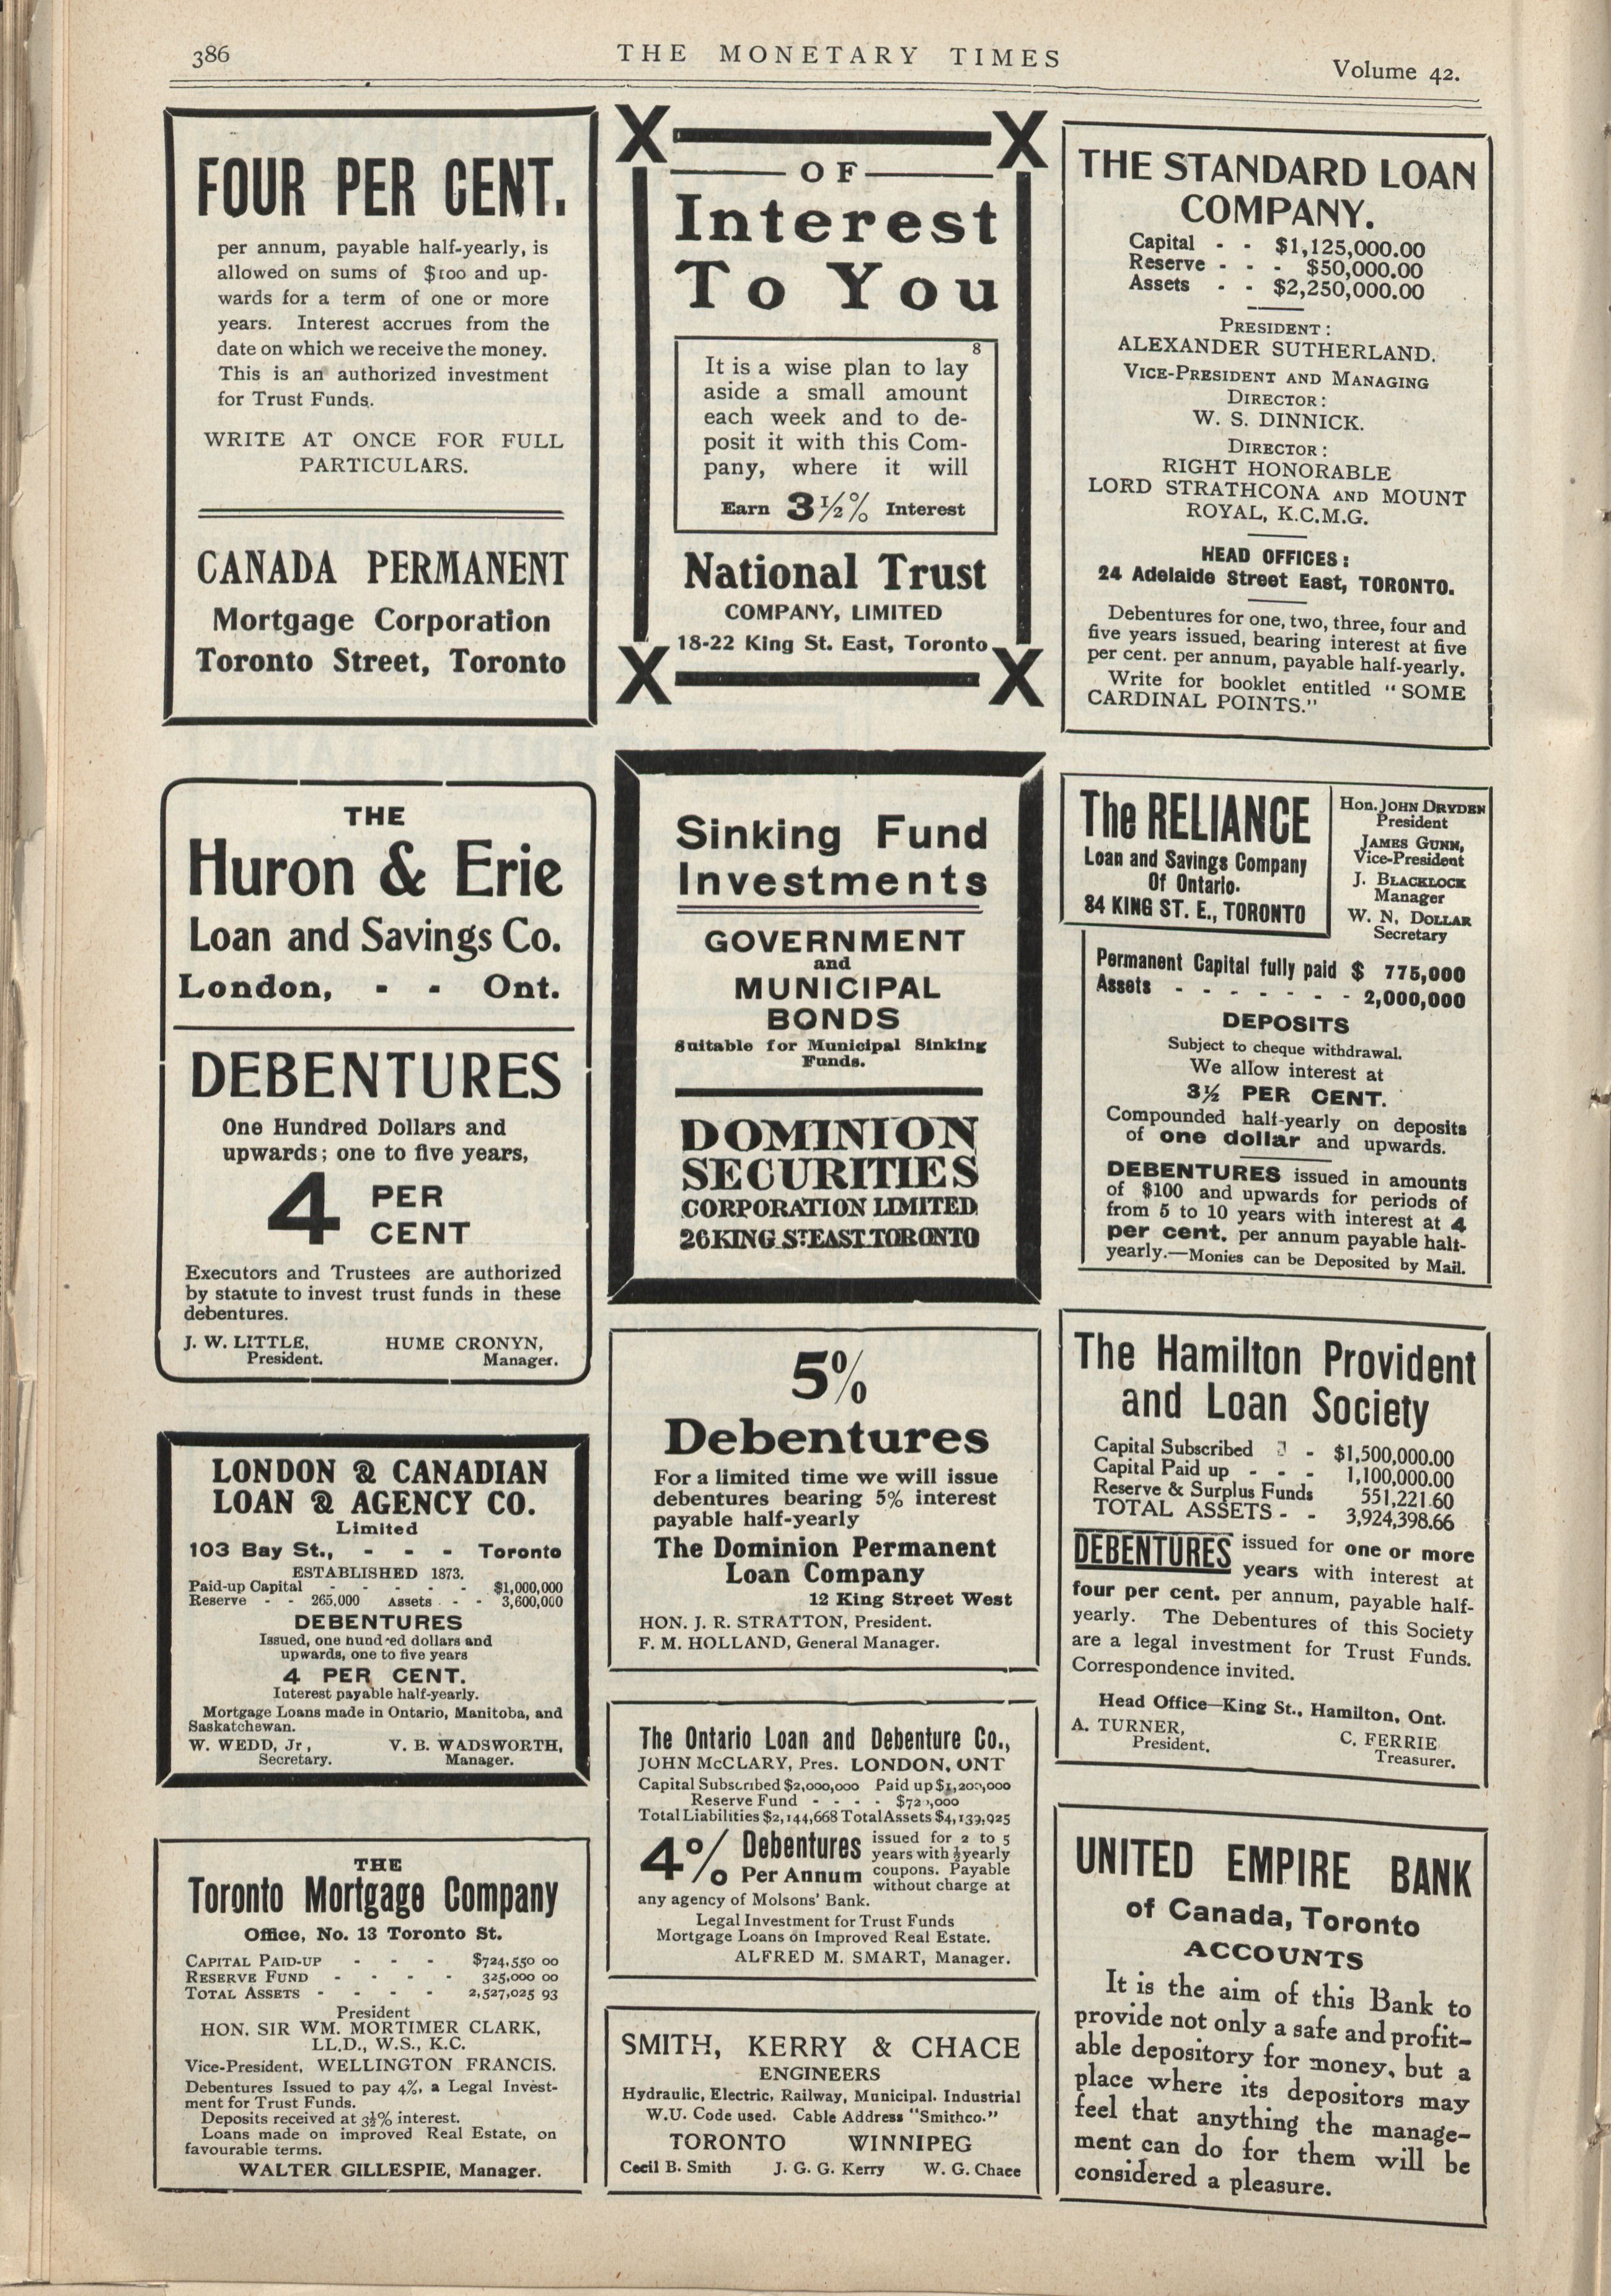 386
THE MONETARY TIMES
Volume 42.
FOUR PER CENT.
per annum, payable half-yearly, is
allowed on sums of $100 and up-
wards for a term of one or more
years. Interest accrues from the
date on which we receive the money.
This is an authorized investment
for Trust Funds.
WRITE AT ONCE FOR FULL
PARTICULARS.
CANADA PERMANENT
Mortgage Corporation
Toronto Street, Toronto
X X
OF
Interest
To You
8
It is a wise plan to lay
aside a small amount
each week and to de-
posit it with this Com-
pany, where it will
Earn 3½% Interest
National Trust
COMPANY, LIMITED
18-22 King St. East, Toronto
X X
THE STANDARD LOAN
COMPANY.
Capital - - $1,125,000.00
Reserve - - - $50,000.00
Assets - - $2,250,000.00
PRESIDENT:
ALEXANDER SUTHERLAND.
VICE-PRESIDENT AND MANAGING
DIRECTOR:
W. S. DINNICK.
DIRECTOR:
RIGHT HONORABLE
LORD STRATHCONA AND MOUNT
ROYAL, K.C.M.G.
HEAD OFFICES:
24 Adelaide Street East, TORONTO.
Debentures for one, two, three, four and
five years issued, bearing interest at five
per cent. per annum, payable half-yearly.
Write for booklet entitled "SOME
CARDINAL POINTS."
THE
Huron & Erie
Loan and Savings Co.
London, - - Ont.
DEBENTURES
One Hundred Dollars and
upwards; one to five years,
4 PER
CENT
Executors and Trustees are authorized
by statute to invest trust funds in these
debentures.
J. W. LITTLE, HUME CRONYN,
President. Manager.
Sinking Fund
Investments
GOVERNMENT
and
MUNICIPAL
BONDS
Suitable for Municipal Sinking
Funds.
DOMINION
SECURITIES
CORPORATION LIMITED
26 KING ST. EAST TORONTO
The RELIANCE
Loan and Savings Company
Of Ontario.
84 KING ST. E., TORONTO
Hon. JOHN DRYDEN
President
JAMES GUNN,
Vice-President
J. BLACKLOCK
Manager
W. N. DOLLAR
Secretary
Permanent Capital fully paid $ 775,000
Assets - - - - - - - 2,000,000
DEPOSITS
Subject to cheque withdrawal.
We allow interest at
3½ PER CENT.
Compounded half-yearly on deposits
of one dollar and upwards.
DEBENTURES issued in amounts
of $100 and upwards for periods of
from 5 to 10 years with interest at 4
per cent. per annum payable half-
yearly.—Monies can be Deposited by Mail.
LONDON & CANADIAN
LOAN & AGENCY CO.
Limited
103 Bay St., - - - Toronto
ESTABLISHED 1873.
Paid-up Capital - - - - - $1,000,000
Reserve - - 265,000 Assets - - 3,600,000
DEBENTURES
Issued, one hundred dollars and
upwards, one to five years
4 PER CENT.
Interest payable half-yearly.
Mortgage Loans made in Ontario, Manitoba, and
Saskatchewan.
W. WEDD, Jr, V. B. WADSWORTH,
Secretary. Manager.
5%
Debentures
For a limited time we will issue
debentures bearing 5% interest
payable half-yearly
The Dominion Permanent
Loan Company
12 King Street West
HON. J. R. STRATTON, President.
F. M. HOLLAND, General Manager.
The Hamilton Provident
and Loan Society
Capital Subscribed - $1,500,000.00
Capital Paid up - - - 1,100,000.00
Reserve & Surplus Funds 551,221.60
TOTAL ASSETS - - 3,924,398.66
DEBENTURES issued for one or more
years with interest at
four per cent. per annum, payable half-
yearly. The Debentures of this Society
are a legal investment for Trust Funds.
Correspondence invited.
Head Office—King St., Hamilton, Ont.
A. TURNER, C. FERRIE
President. Treasurer.
The Ontario Loan and Debenture Co.,
JOHN McCLARY, Pres. LONDON, ONT
Capital Subscribed $2,000,000 Paid up $1,200,000
Reserve Fund - - - - $72,000
Total Liabilities $2,144,668 Total Assets $4,139,925
4% Debentures Per Annum issued for 2 to 5
years with ½yearly
coupons. Payable
without charge at
any agency of Molsons' Bank.
Legal Investment for Trust Funds
Mortgage Loans on Improved Real Estate.
ALFRED M. SMART, Manager.
THE
Toronto Mortgage Company
Office, No. 13 Toronto St.
CAPITAL PAID-UP - - - $724,550 00
RESERVE FUND - - - - 325,000 00
TOTAL ASSETS - - - - 2,527,025 93
President
HON. SIR WM. MORTIMER CLARK,
LL.D., W.S., K.C.
Vice-President, WELLINGTON FRANCIS.
Debentures Issued to pay 4%, a Legal Invest-
ment for Trust Funds.
Deposits received at 3½% interest.
Loans made on improved Real Estate, on
favourable terms.
WALTER GILLESPIE, Manager.
SMITH, KERRY & CHACE
ENGINEERS
Hydraulic, Electric, Railway, Municipal. Industrial
W.U. Code used. Cable Address "Smithco."
TORONTO WINNIPEG
Cecil B. Smith J. G. G. Kerry W. G. Chace
UNITED EMPIRE BANK
of Canada, Toronto
ACCOUNTS
It is the aim of this Bank to
provide not only a safe and profit-
able depository for money, but a
place where its depositors may
feel that anything the manage-
ment can do for them will be
considered a pleasure.